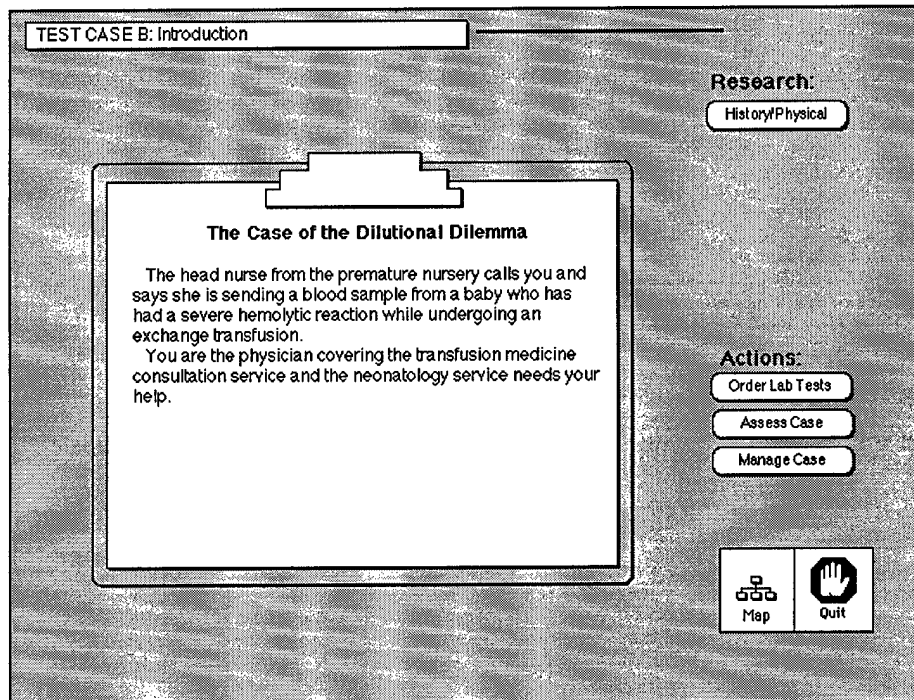 TEST CASE B: Introduction
Research:
History/Physical
The Case of the Dilutional Dilemma
The head nurse from the premature nursery calls you and
says she is sending a blood sample from a baby who has
had a severe hemolytic reaction while undergoing an
exchange transfusion.
You are the physician covering the transfusion medicine
consultation service and the neonatology service needs your
help.
Actions:
Order Lab Tests
Assess Case
Manage Case
Map
Quit